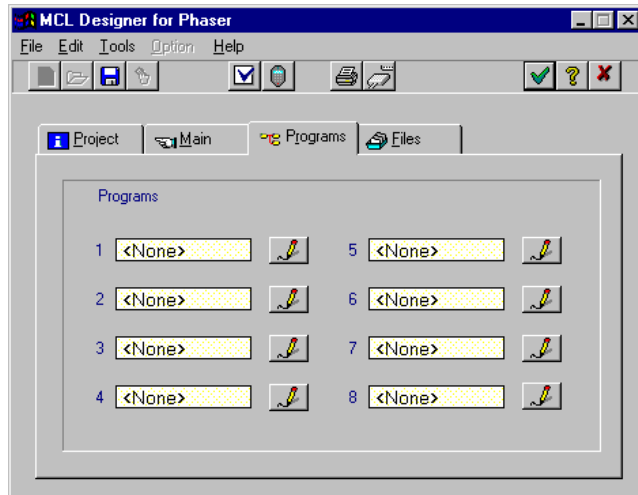 MCL Designer for Phaser
File Edit Tools Option Help
Project Main Programs Files
Programs
1 <None> 5 <None>
2 <None> 6 <None>
3 <None> 7 <None>
4 <None> 8 <None>